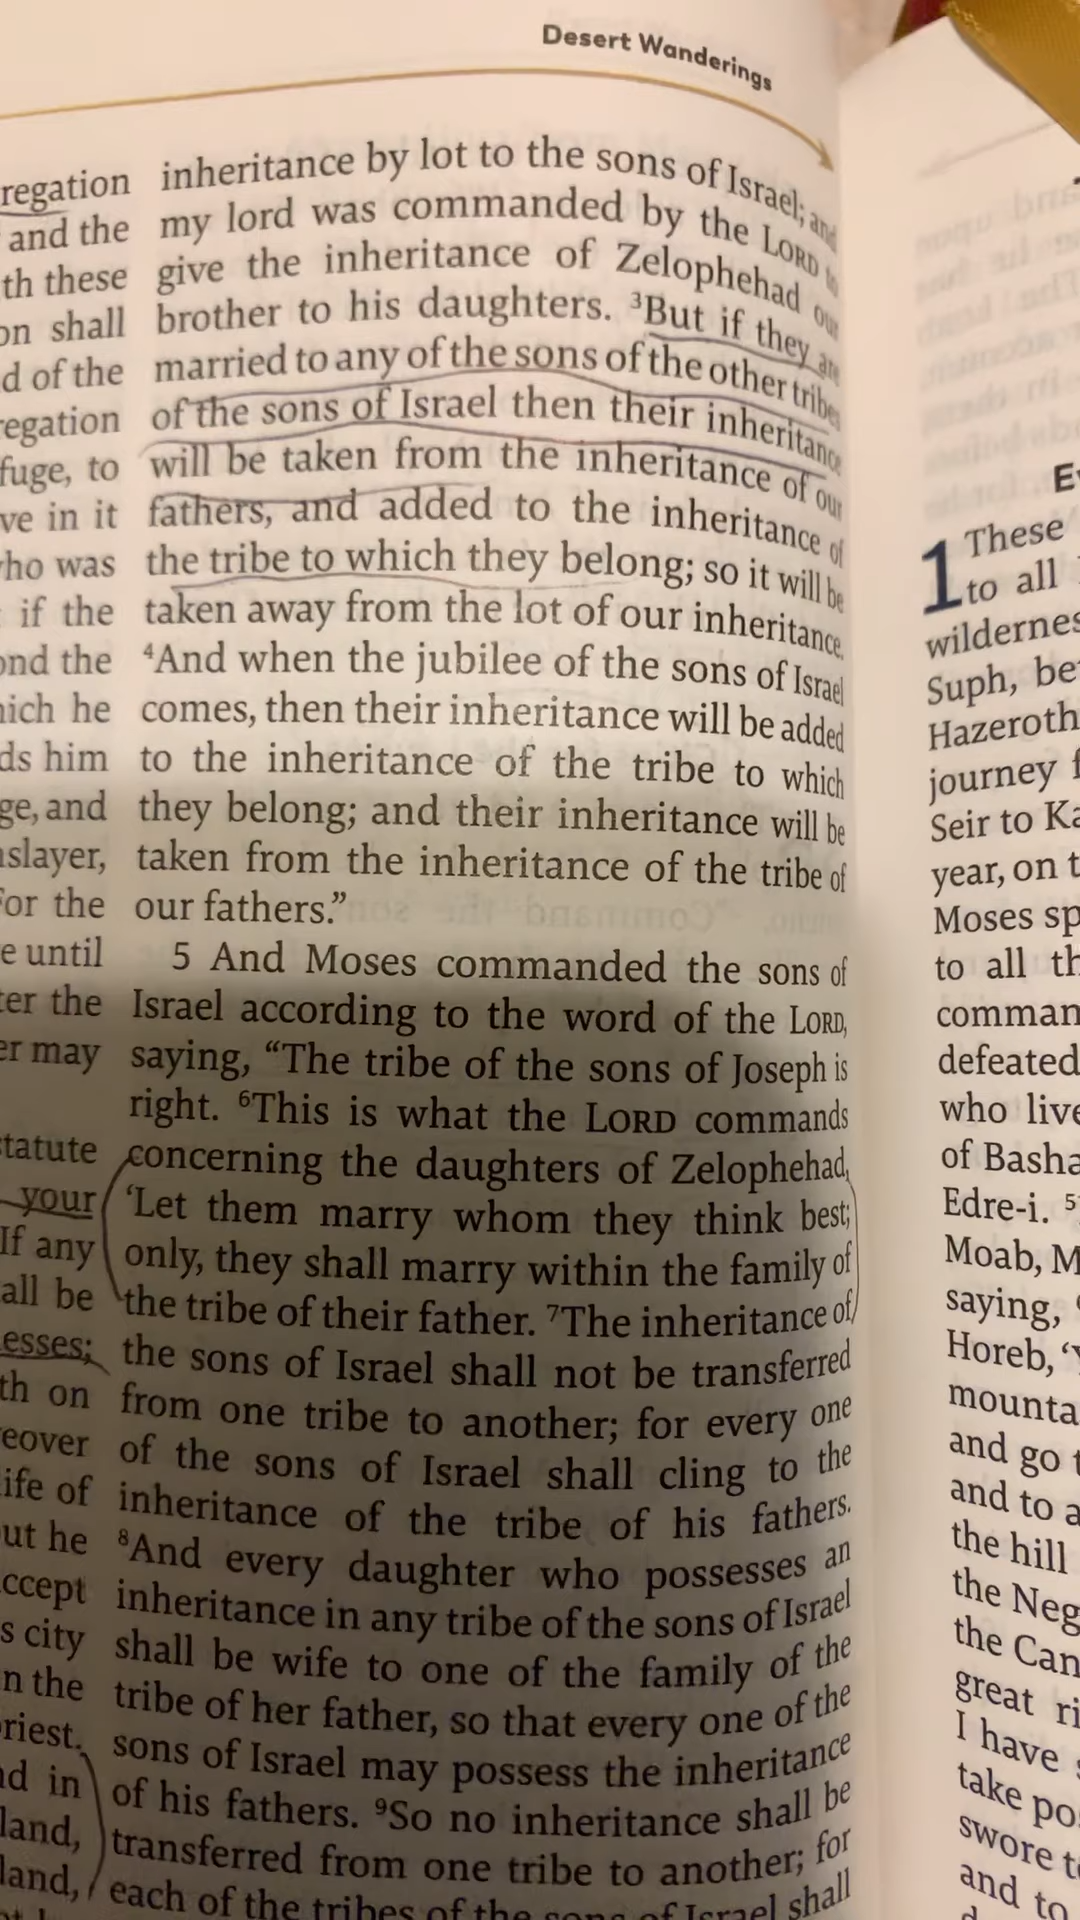 Desert Wanderings
regation
and the
th these
on shall
d of the
regation
fuge, to
ve in it
ho was
if the
ond the
ich he
ds him
ge, and
slayer,
or the
e until
ter the
er may
statute
your
If any
all be
esses;
th on
eover
ife of
ut he
ccept
s city
n the
riest.
d in
land,
land,
inheritance by lot to the sons of Israel; and
my lord was commanded by the LORD to
give the inheritance of Zelophehad our
brother to his daughters. ³But if they are
married to any of the sons of the other tribes
of the sons of Israel then their inheritance
will be taken from the inheritance of our
fathers, and added to the inheritance of
the tribe to which they belong; so it will be
taken away from the lot of our inheritance.
⁴And when the jubilee of the sons of Israel
comes, then their inheritance will be added
to the inheritance of the tribe to which
they belong; and their inheritance will be
taken from the inheritance of the tribe of
our fathers.”
5 And Moses commanded the sons of
Israel according to the word of the LORD,
saying, “The tribe of the sons of Joseph is
right. ⁶This is what the LORD commands
concerning the daughters of Zelophehad,
‘Let them marry whom they think best;
only, they shall marry within the family of
the tribe of their father. ⁷The inheritance of
the sons of Israel shall not be transferred
from one tribe to another; for every one
of the sons of Israel shall cling to the
inheritance of the tribe of his fathers.
⁸And every daughter who possesses an
inheritance in any tribe of the sons of Israel
shall be wife to one of the family of the
tribe of her father, so that every one of the
sons of Israel may possess the inheritance
of his fathers. ⁹So no inheritance shall be
transferred from one tribe to another; for
each of the tribes of the sons of Israel shall
1 These
to all
wildernes
Suph, be
Hazeroth
journey f
Seir to Ka
year, on t
Moses sp
to all th
comman
defeated
who live
of Basha
Edre-i. ⁵
Moab, M
saying,
Horeb, ‘Y
mounta
and go t
and to a
the hill
the Neg
the Can
great ri
I have s
take pos
swore to
and to